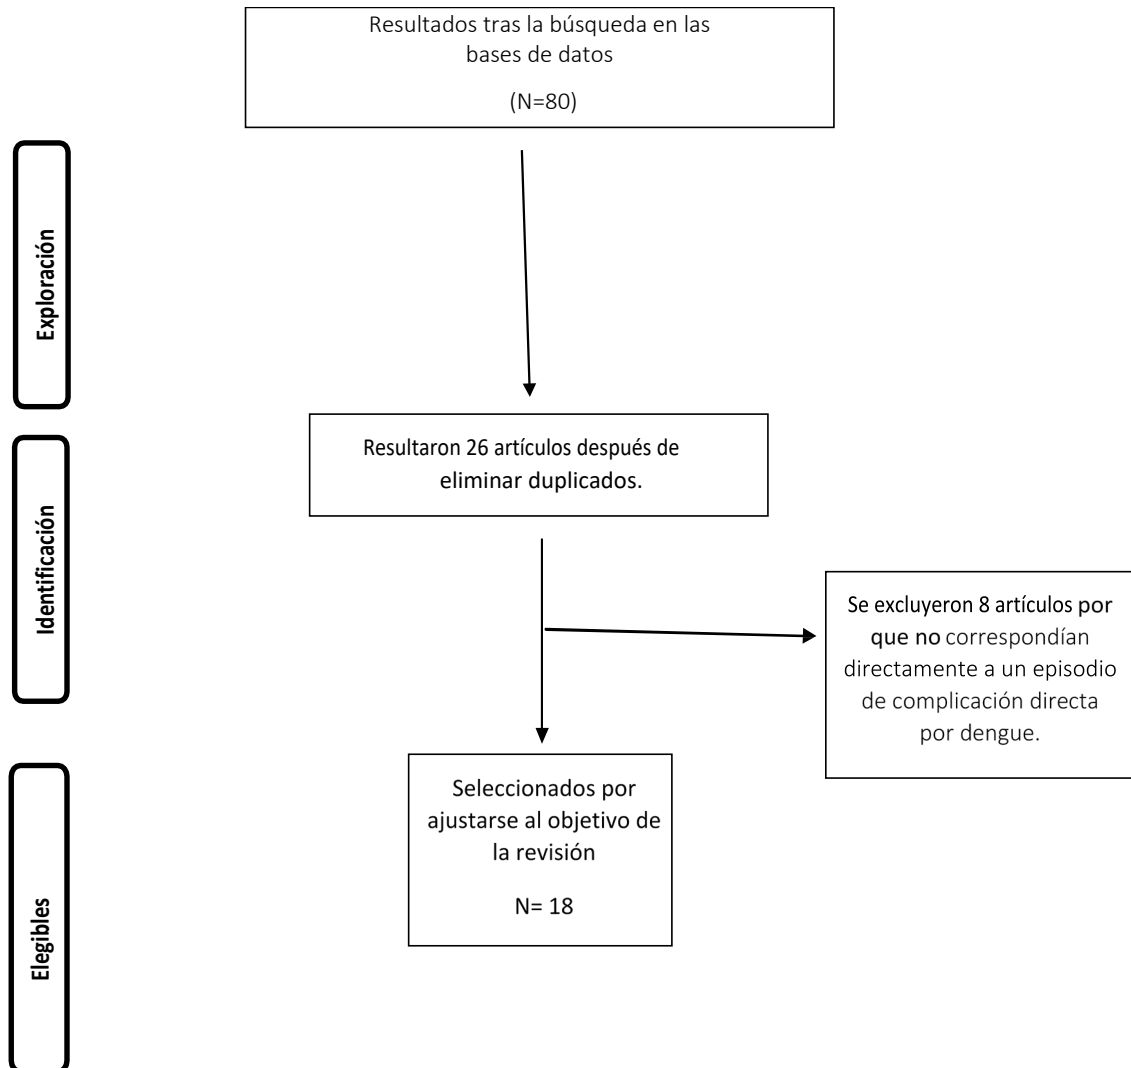 Resultados tras la búsqueda en las
bases de datos
(N=80)
Exploración
Resultaron 26 artículos después de
eliminar duplicados.
Identificación
Se excluyeron 8 artículos por
que no correspondían
directamente a un episodio
de complicación directa
por dengue.
Seleccionados por
ajustarse al objetivo de
la revisión
N= 18
Elegibles